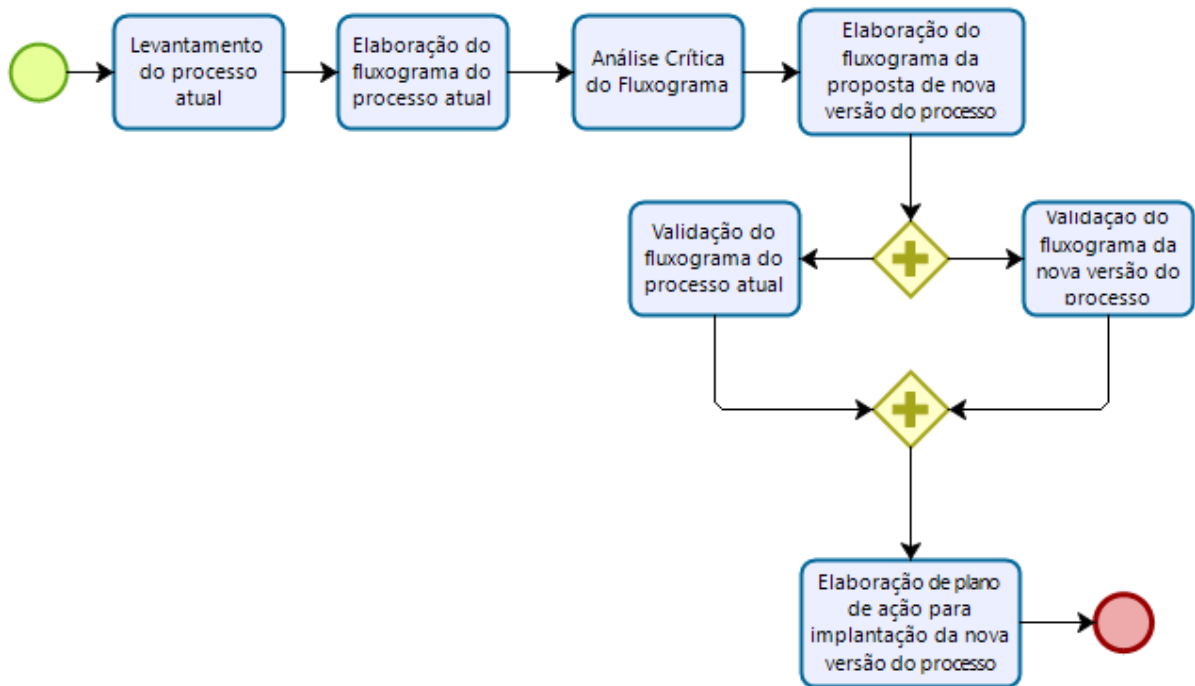 Levantamento
do processo
atual
Elaboração do
fluxograma do
processo atual
Análise Crítica
do Fluxograma
Elaboração do
fluxograma da
proposta de nova
versão do processo
Validação do
fluxograma do
processo atual
Validação do
fluxograma da
nova versão do
processo
Elaboração de plano
de ação para
implantação da nova
versão do processo